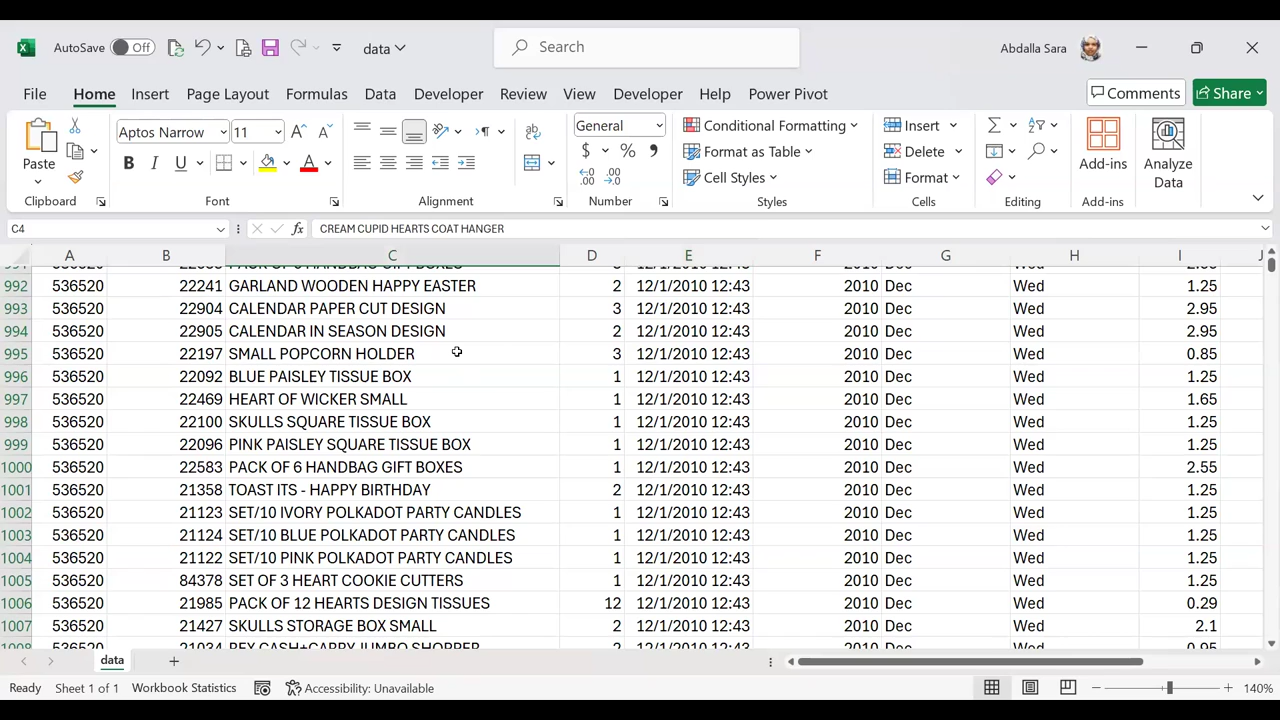 AutoSave Off data Search Abdalla Sara
File Home Insert Page Layout Formulas Data Developer Review View Developer Help Power Pivot Comments Share
Paste Aptos Narrow 11 General Conditional Formatting Insert Add-ins Analyze
B I U A $ % Format as Table Delete Data
Cell Styles Format
Clipboard Font Alignment Number Styles Cells Editing Add-ins
C4 fx CREAM CUPID HEARTS COAT HANGER
A B C D E F G H I J
992 536520 22241 GARLAND WOODEN HAPPY EASTER 2 12/1/2010 12:43 2010 Dec Wed 1.25
993 536520 22904 CALENDAR PAPER CUT DESIGN 3 12/1/2010 12:43 2010 Dec Wed 2.95
994 536520 22905 CALENDAR IN SEASON DESIGN 2 12/1/2010 12:43 2010 Dec Wed 2.95
995 536520 22197 SMALL POPCORN HOLDER 3 12/1/2010 12:43 2010 Dec Wed 0.85
996 536520 22092 BLUE PAISLEY TISSUE BOX 1 12/1/2010 12:43 2010 Dec Wed 1.25
997 536520 22469 HEART OF WICKER SMALL 1 12/1/2010 12:43 2010 Dec Wed 1.65
998 536520 22100 SKULLS SQUARE TISSUE BOX 1 12/1/2010 12:43 2010 Dec Wed 1.25
999 536520 22096 PINK PAISLEY SQUARE TISSUE BOX 1 12/1/2010 12:43 2010 Dec Wed 1.25
1000 536520 22583 PACK OF 6 HANDBAG GIFT BOXES 1 12/1/2010 12:43 2010 Dec Wed 2.55
1001 536520 21358 TOAST ITS - HAPPY BIRTHDAY 2 12/1/2010 12:43 2010 Dec Wed 1.25
1002 536520 21123 SET/10 IVORY POLKADOT PARTY CANDLES 1 12/1/2010 12:43 2010 Dec Wed 1.25
1003 536520 21124 SET/10 BLUE POLKADOT PARTY CANDLES 1 12/1/2010 12:43 2010 Dec Wed 1.25
1004 536520 21122 SET/10 PINK POLKADOT PARTY CANDLES 1 12/1/2010 12:43 2010 Dec Wed 1.25
1005 536520 84378 SET OF 3 HEART COOKIE CUTTERS 1 12/1/2010 12:43 2010 Dec Wed 1.25
1006 536520 21985 PACK OF 12 HEARTS DESIGN TISSUES 12 12/1/2010 12:43 2010 Dec Wed 0.29
1007 536520 21427 SKULLS STORAGE BOX SMALL 2 12/1/2010 12:43 2010 Dec Wed 2.1
data
Ready Sheet 1 of 1 Workbook Statistics Accessibility: Unavailable 140%